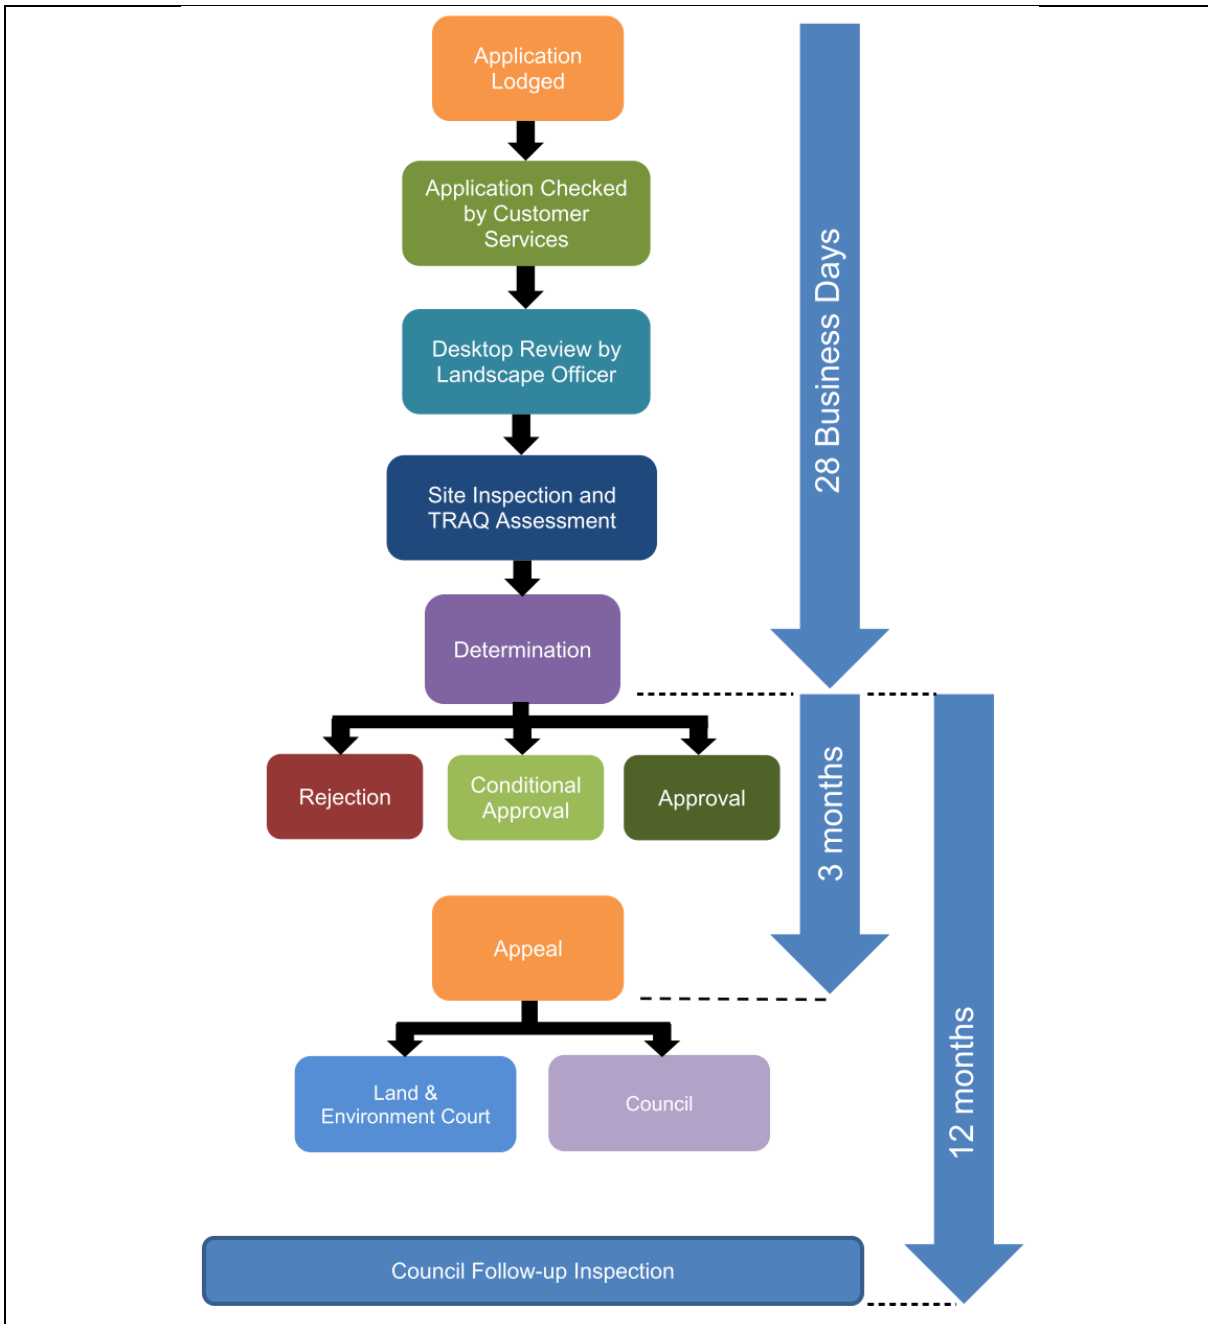 Application
Lodged
Application Checked
by Customer
Services
Desktop Review by
Landscape Officer
28 Business Days
Site Inspection and
TRAQ Assessment
Determination
Rejection
Conditional
Approval
Approval
3 months
Appeal
Land &
Environment Court
Council
12 months
Council Follow-up Inspection